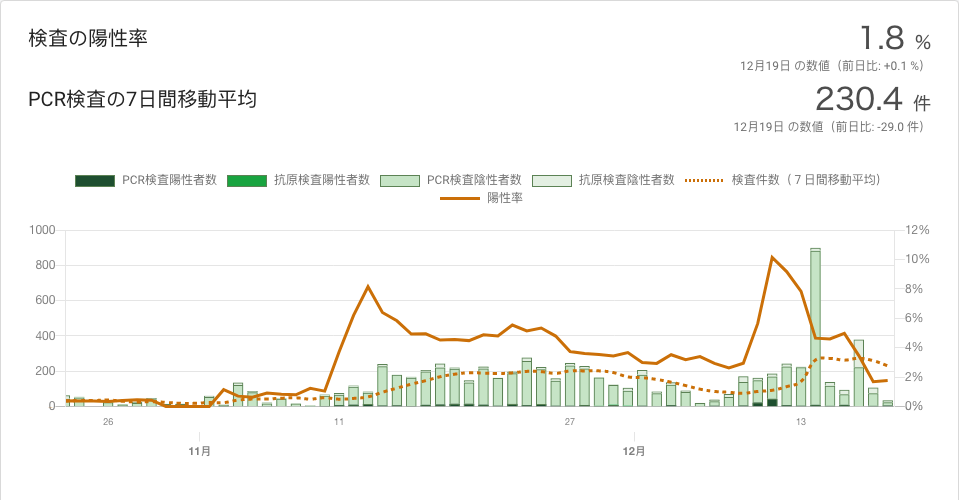 検査の陽性率
1.8 %
12月19日 の数値（前日比: +0.1 %）
PCR検査の7日間移動平均
230.4 件
12月19日 の数値（前日比: -29.0 件）
PCR検査陽性者数 抗原検査陽性者数 PCR検査陰性者数 抗原検査陰性者数 検査件数（７日間移動平均）
陽性率
1000 12%
10%
800
8%
600
6%
400
4%
200
2%
0 0%
26 11 27 13
11月 12月